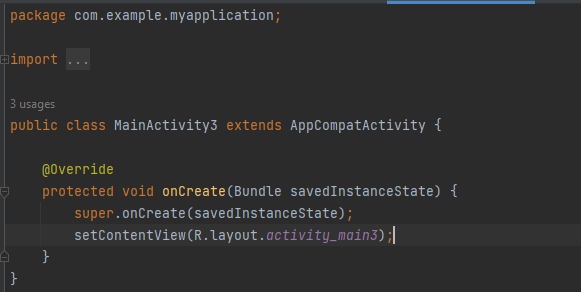 package com.example.myapplication;
import ...
3 usages
public class MainActivity3 extends AppCompatActivity {
@Override
protected void onCreate(Bundle savedInstanceState) {
super.onCreate(savedInstanceState);
setContentView(R.layout.activity_main3);
}
}